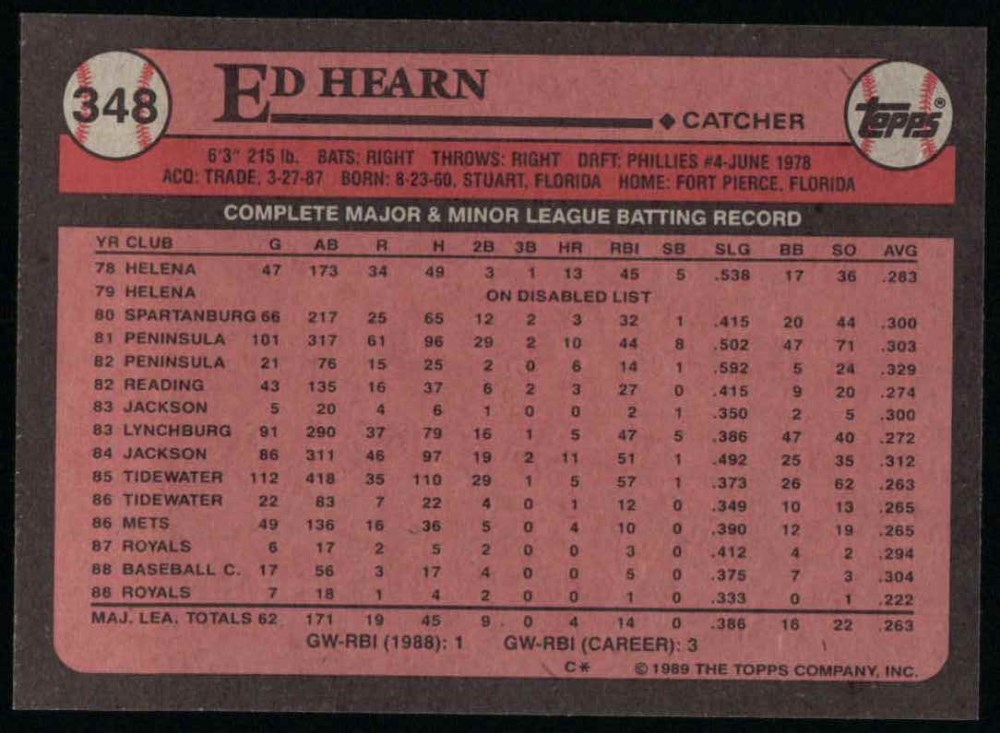 348 ED HEARN
◆ CATCHER
TOPPS®
6'3" 215 lb. BATS: RIGHT THROWS: RIGHT DRFT: PHILLIES #4-JUNE 1978
ACQ: TRADE, 3-27-87 BORN: 8-23-60, STUART, FLORIDA HOME: FORT PIERCE, FLORIDA
COMPLETE MAJOR & MINOR LEAGUE BATTING RECORD
YR CLUB G AB R H 2B 3B HR RBI SB SLG BB SO AVG
78 HELENA 47 173 34 49 3 1 13 45 5 .538 17 36 .283
79 HELENA ON DISABLED LIST
80 SPARTANBURG 66 217 25 65 12 2 3 32 1 .415 20 44 .300
81 PENINSULA 101 317 61 96 29 2 10 44 8 .502 47 71 .303
82 PENINSULA 21 76 15 25 2 0 6 14 1 .592 5 24 .329
82 READING 43 135 16 37 6 2 3 27 0 .415 9 20 .274
83 JACKSON 5 20 4 6 1 0 0 2 1 .350 2 5 .300
83 LYNCHBURG 91 290 37 79 16 1 5 47 5 .386 47 40 .272
84 JACKSON 86 311 46 97 19 2 11 51 1 .492 25 35 .312
85 TIDEWATER 112 418 35 110 29 1 5 57 1 .373 26 62 .263
86 TIDEWATER 22 83 7 22 4 0 1 12 0 .349 10 13 .265
86 METS 49 136 16 36 5 0 4 10 0 .390 12 19 .265
87 ROYALS 6 17 2 5 2 0 0 3 0 .412 4 2 .294
88 BASEBALL C. 17 56 3 17 4 0 0 5 0 .375 7 3 .304
88 ROYALS 7 18 1 4 2 0 0 1 0 .333 0 1 .222
MAJ. LEA. TOTALS 62 171 19 45 9 0 4 14 0 .386 16 22 .263
GW-RBI (1988): 1 GW-RBI (CAREER): 3
C* © 1989 THE TOPPS COMPANY, INC.